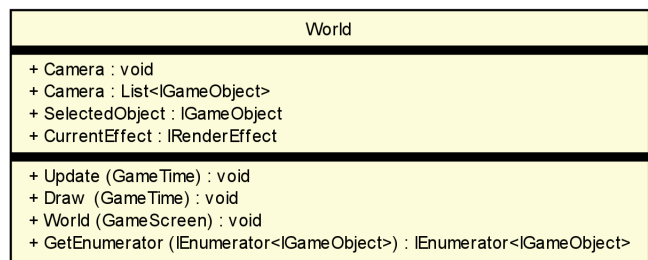 World
+ Camera : void
+ Camera : List<IGameObject>
+ SelectedObject : IGameObject
+ CurrentEffect : IRenderEffect
+ Update (GameTime) : void
+ Draw (GameTime) : void
+ World (GameScreen) : void
+ GetEnumerator (IEnumerator<IGameObject>) : IEnumerator<IGameObject>